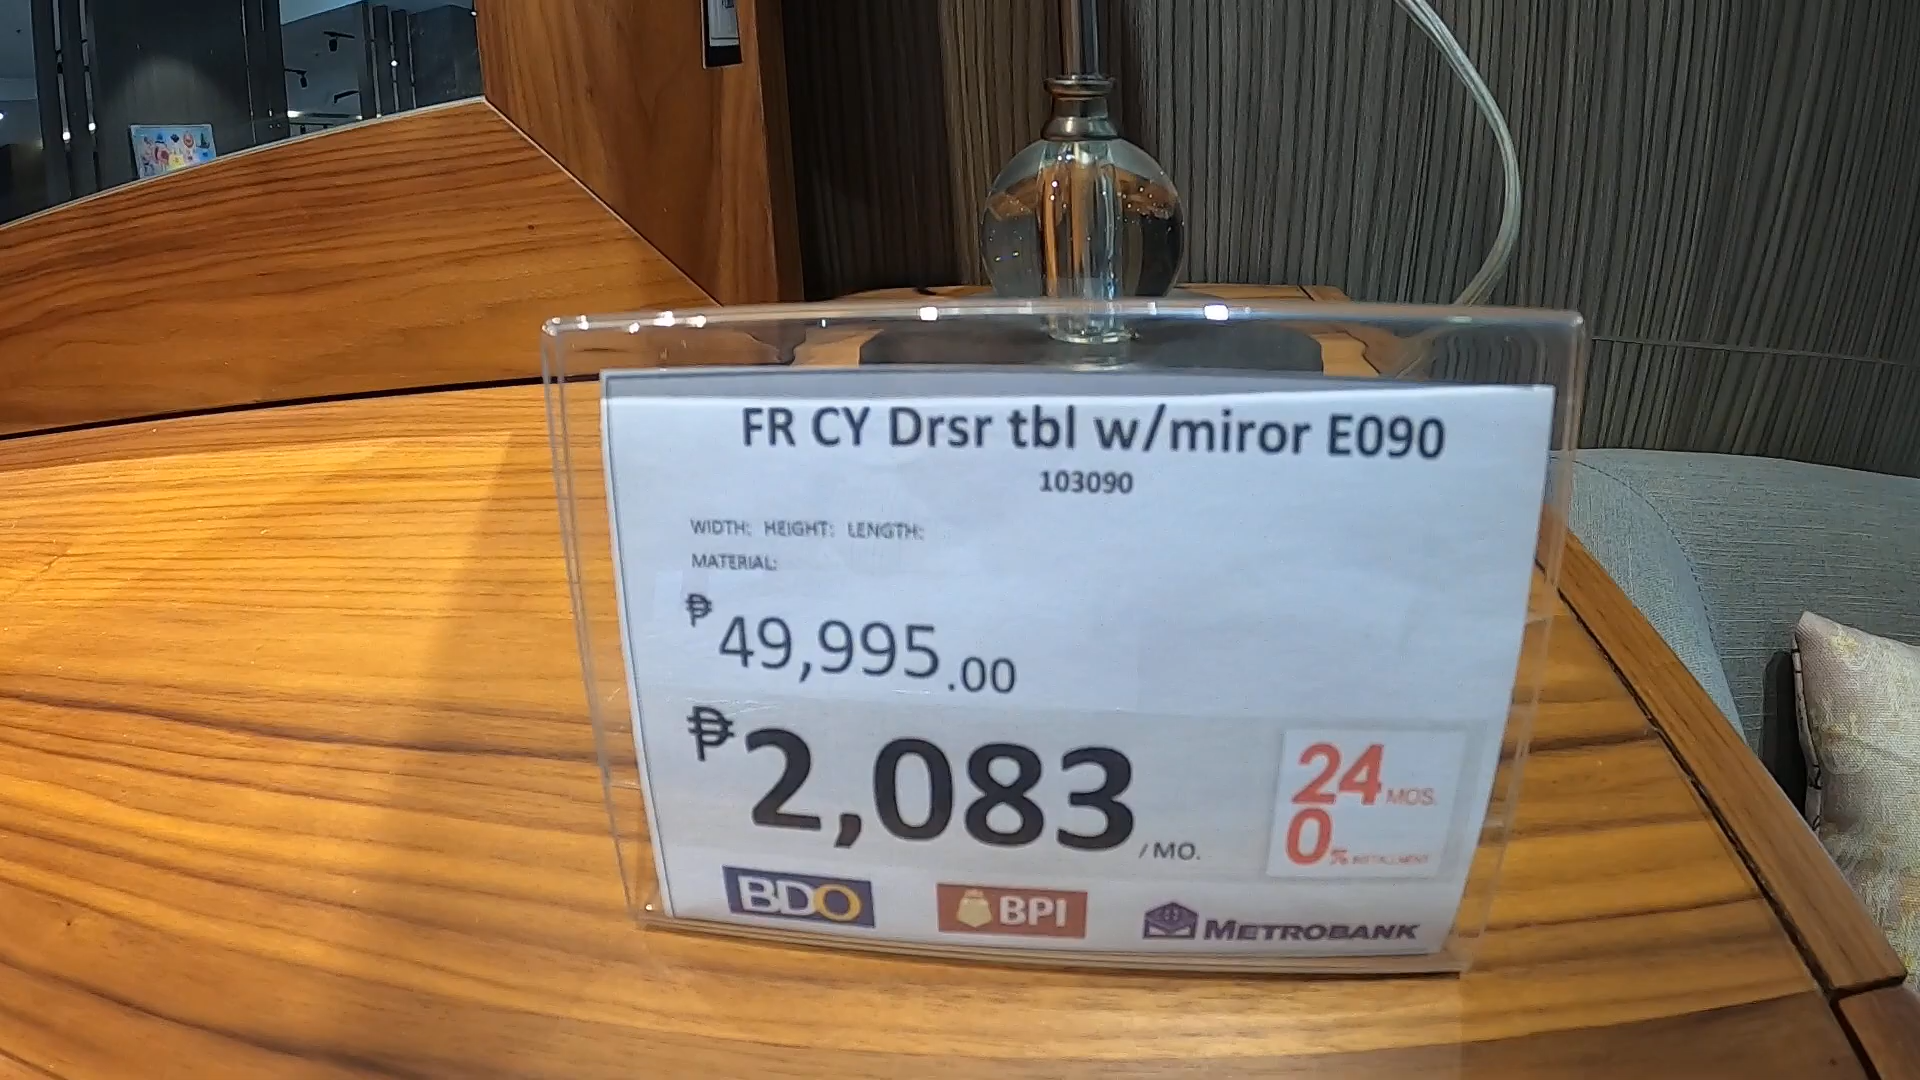 FR CY Drsr tbl w/miror E090
103090
WIDTH: HEIGHT: LENGTH:
MATERIAL:
₱ 49,995.00
₱ 2,083 /MO.
24 MOS.
0% INSTALLMENT
BDO BPI METROBANK